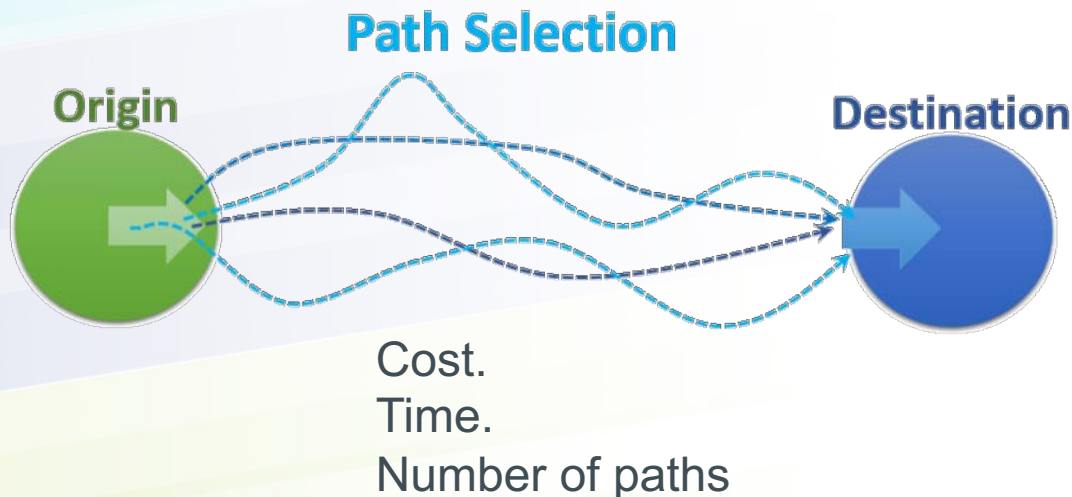 Path Selection
Origin
Destination
Cost.
Time.
Number of paths